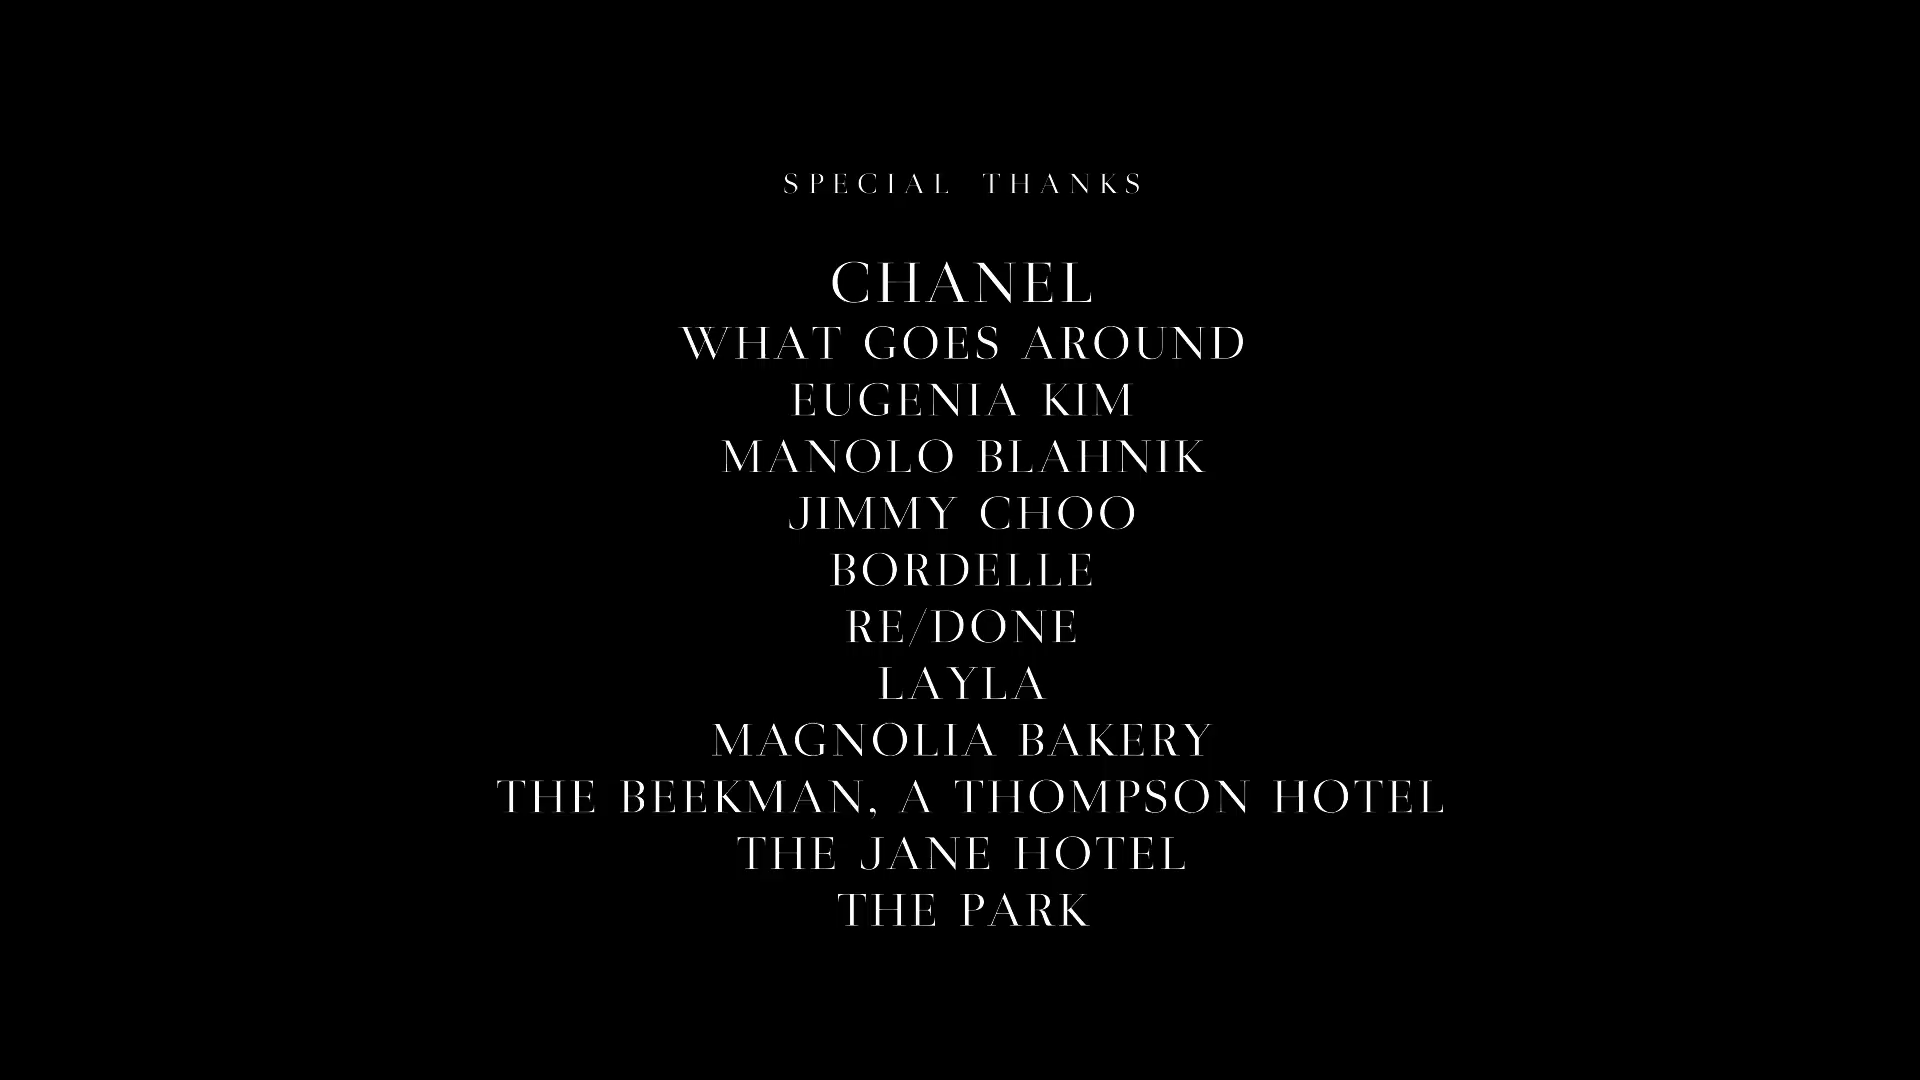 SPECIAL THANKS
CHANEL
WHAT GOES AROUND
EUGENIA KIM
MANOLO BLAHNIK
JIMMY CHOO
BORDELLE
RE/DONE
LAYLA
MAGNOLIA BAKERY
THE BEEKMAN, A THOMPSON HOTEL
THE JANE HOTEL
THE PARK